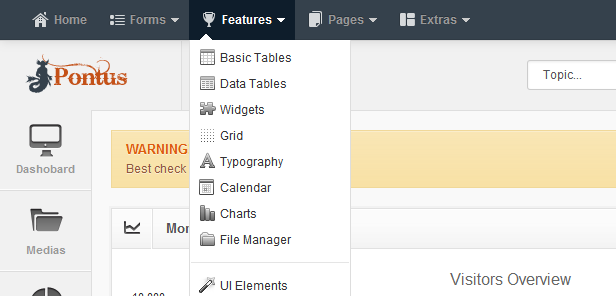 Home Forms Features Pages Extras
Pontus
Topic...
Basic Tables
Data Tables
Widgets
Grid
Typography
Calendar
Charts
File Manager
UI Elements
Dashobard
Medias
WARNING
Best check
Mon
Visitors Overview